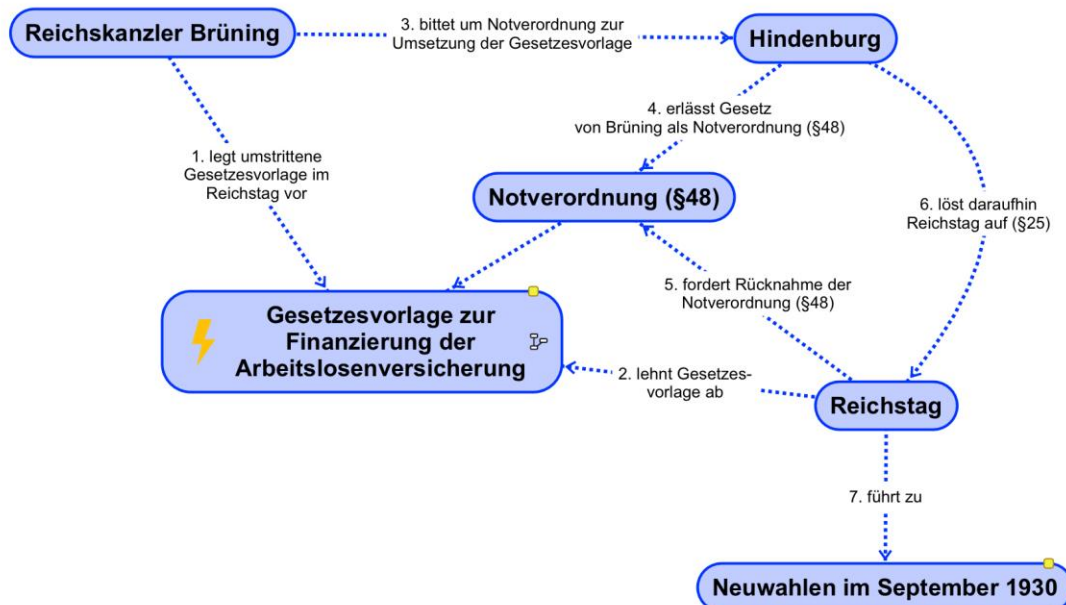 Reichskanzler Brüning
3. bittet um Notverordnung zur
Umsetzung der Gesetzesvorlage
Hindenburg
4. erlässt Gesetz
von Brüning als Notverordnung (§48)
1. legt umstrittene
Gesetzesvorlage im
Reichstag vor
Notverordnung (§48)
6. löst daraufhin
Reichstag auf (§25)
5. fordert Rücknahme der
Notverordnung (§48)
Gesetzesvorlage zur
Finanzierung der
Arbeitslosenversicherung
2. lehnt Gesetzes-
vorlage ab
Reichstag
7. führt zu
Neuwahlen im September 1930